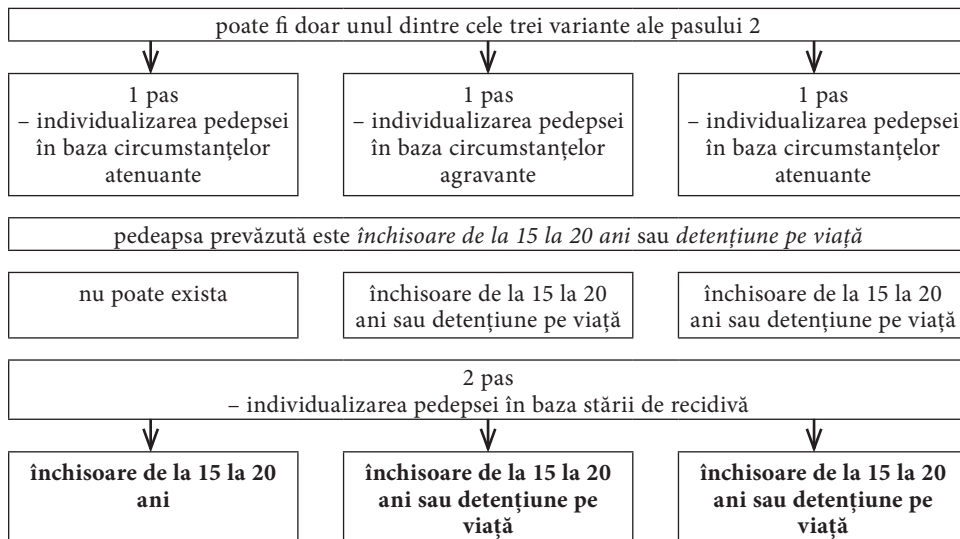 poate fi doar unul dintre cele trei variante ale pasului 2
1 pas
– individualizarea pedepsei
în baza circumstanțelor
atenuante
1 pas
– individualizarea pedepsei
în baza circumstanțelor
agravante
1 pas
– individualizarea pedepsei
în baza circumstanțelor
atenuante
pedeapsa prevăzută este închisoare de la 15 la 20 ani sau detențiune pe viață
nu poate exista
închisoare de la 15 la 20
ani sau detențiune pe viață
închisoare de la 15 la 20
ani sau detențiune pe viață
2 pas
– individualizarea pedepsei în baza stării de recidivă
închisoare de la 15 la 20
ani
închisoare de la 15 la 20
ani sau detențiune pe
viață
închisoare de la 15 la 20
ani sau detențiune pe
viață